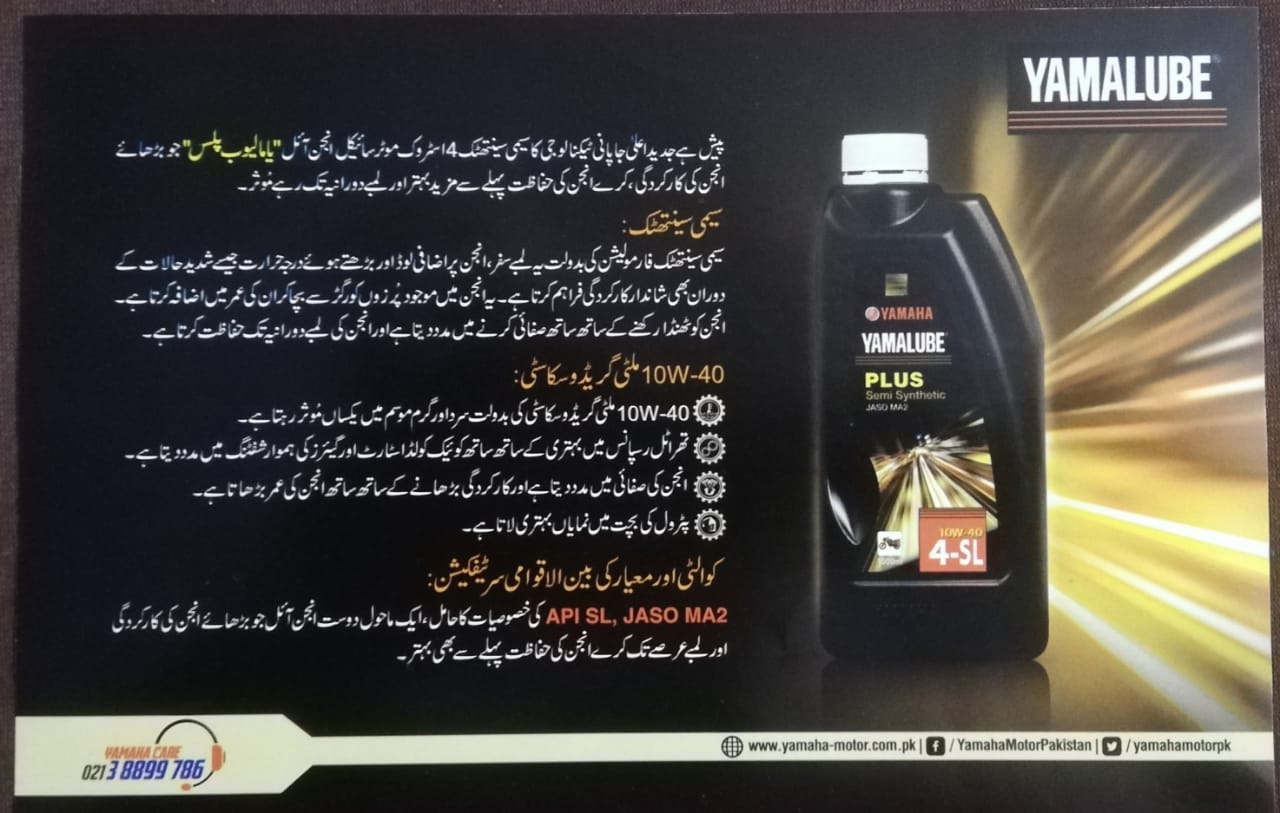 YAMALUBE
پیش ہے جدید اعلیٰ جاپانی ٹیکنالوجی کا سیمی سینتھٹک 4 اسٹروک موٹر سائیکل انجن آئل "یامالیوب پلس" جو بڑھائے
انجن کی کارکردگی، کرے انجن کی حفاظت پہلے سے مزید بہتر اور لمبے دورانیہ تک رہے مؤثر۔
سیمی سینتھٹک:
سیمی سینتھٹک فارمولیشن کی بدولت یہ لمبے سفر، انجن پر اضافی لوڈ اور بڑھتے ہوئے درجہ حرارت جیسے شدید حالات کے
دوران بھی شاندار کارکردگی فراہم کرتا ہے۔ یہ انجن میں موجود پُرزوں کو رگڑ سے بچا کر ان کی عمر میں اضافہ کرتا ہے۔
انجن کو ٹھنڈا رکھنے کے ساتھ ساتھ صفائی کرنے میں مدد دیتا ہے اور انجن کی لمبے دورانیہ تک حفاظت کرتا ہے۔
10W-40 ملٹی گریڈ وسکاسٹی:
10W-40 ملٹی گریڈ وسکاسٹی کی بدولت سرد اور گرم موسم میں یکساں مؤثر رہتا ہے۔
تھراٹل رسپانس میں بہتری کے ساتھ ساتھ کوئیک کولڈ اسٹارٹ اور گیئرز کی ہموار شفٹنگ میں مدد دیتا ہے۔
انجن کی صفائی میں مدد دیتا ہے اور کارکردگی بڑھانے کے ساتھ ساتھ انجن کی عمر بڑھاتا ہے۔
پٹرول کی بچت میں نمایاں بہتری لاتا ہے۔
کوالٹی اور معیار کی بین الاقوامی سرٹیفکیشن:
API SL, JASO MA2 کی خصوصیات کا حامل، ایک ماحول دوست انجن آئل جو بڑھائے انجن کی کارکردگی
اور لمبے عرصے تک کرے انجن کی حفاظت پہلے سے بھی بہتر۔
YAMAHA
YAMALUBE
PLUS
Semi Synthetic
JASO MA2
10W-40
4-SL
YAMAHA CARE
021 3 8899 786
www.yamaha-motor.com.pk | /YamahaMotorPakistan | /yamahamotorpk